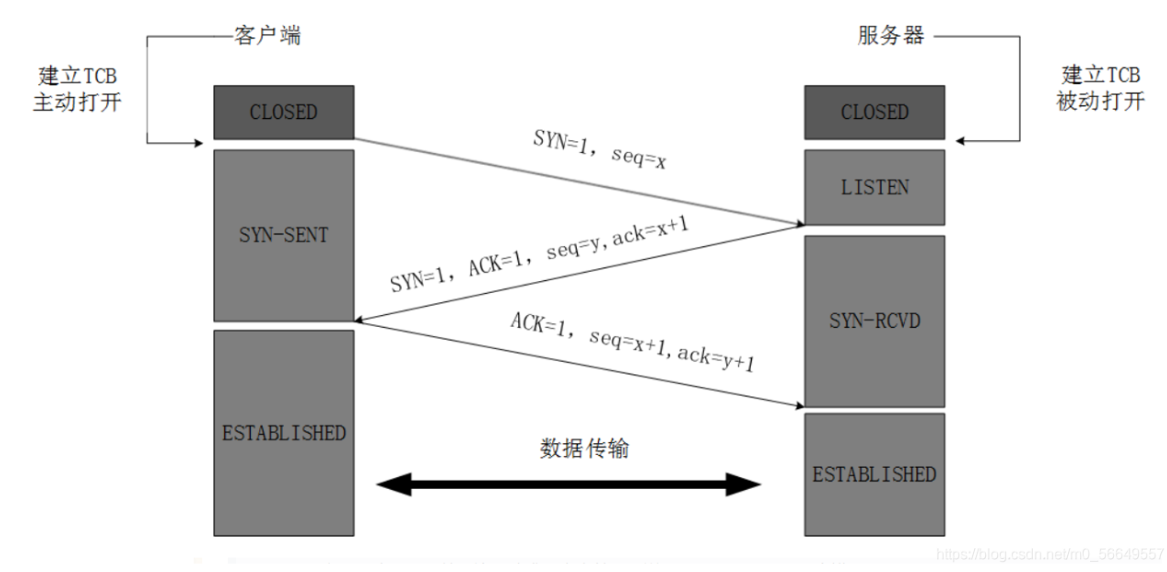 客户端
服务器
建立TCB
主动打开
建立TCB
被动打开
CLOSED
CLOSED
SYN=1, seq=x
LISTEN
SYN-SENT
SYN=1, ACK=1, seq=y,ack=x+1
SYN-RCVD
ACK=1, seq=x+1,ack=y+1
ESTABLISHED
数据传输
ESTABLISHED
https://blog.csdn.net/m0_56649557